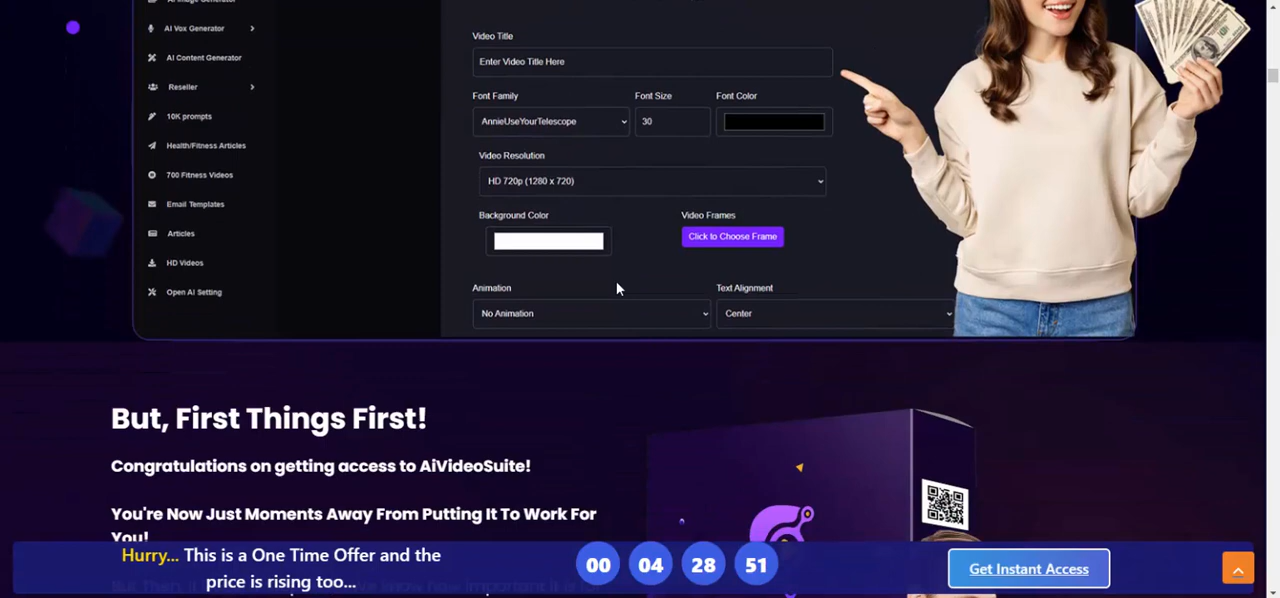 AI Vox Generator
AI Content Generator
Reseller
10K prompts
Health/Fitness Articles
700 Fitness Videos
Email Templates
Articles
HD Videos
Open AI Setting
Video Title
Enter Video Title Here
Font Family Font Size Font Color
AnnieUseYourTelescope 30
Video Resolution
HD 720p (1280 x 720)
Background Color Video Frames
Click to Choose Frame
Animation Text Alignment
No Animation Center
But, First Things First!
Congratulations on getting access to AiVideoSuite!
You're Now Just Moments Away From Putting It To Work For
You!
Hurry... This is a One Time Offer and the
price is rising too...
00 04 28 51
Get Instant Access